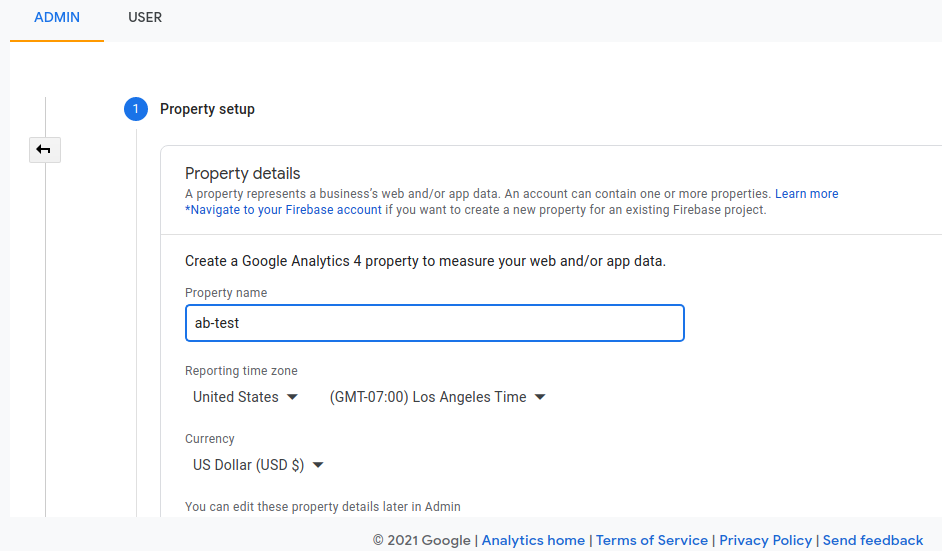 ADMIN USER
1 Property setup
Property details
A property represents a business's web and/or app data. An account can contain one or more properties. Learn more
*Navigate to your Firebase account if you want to create a new property for an existing Firebase project.
Create a Google Analytics 4 property to measure your web and/or app data.
Property name
ab-test
Reporting time zone
United States (GMT-07:00) Los Angeles Time
Currency
US Dollar (USD $)
You can edit these property details later in Admin
© 2021 Google | Analytics home | Terms of Service | Privacy Policy | Send feedback